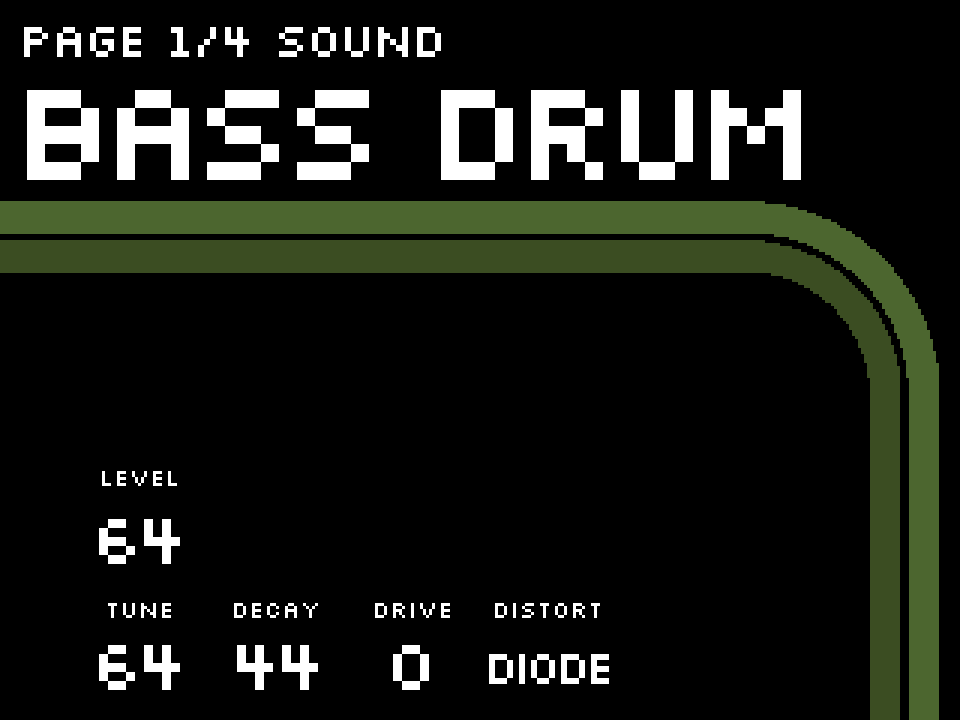 PAGE 1/4 SOUND
BASS DRUM
LEVEL
64
TUNE DECAY DRIVE DISTORT
64 44 0 DIODE